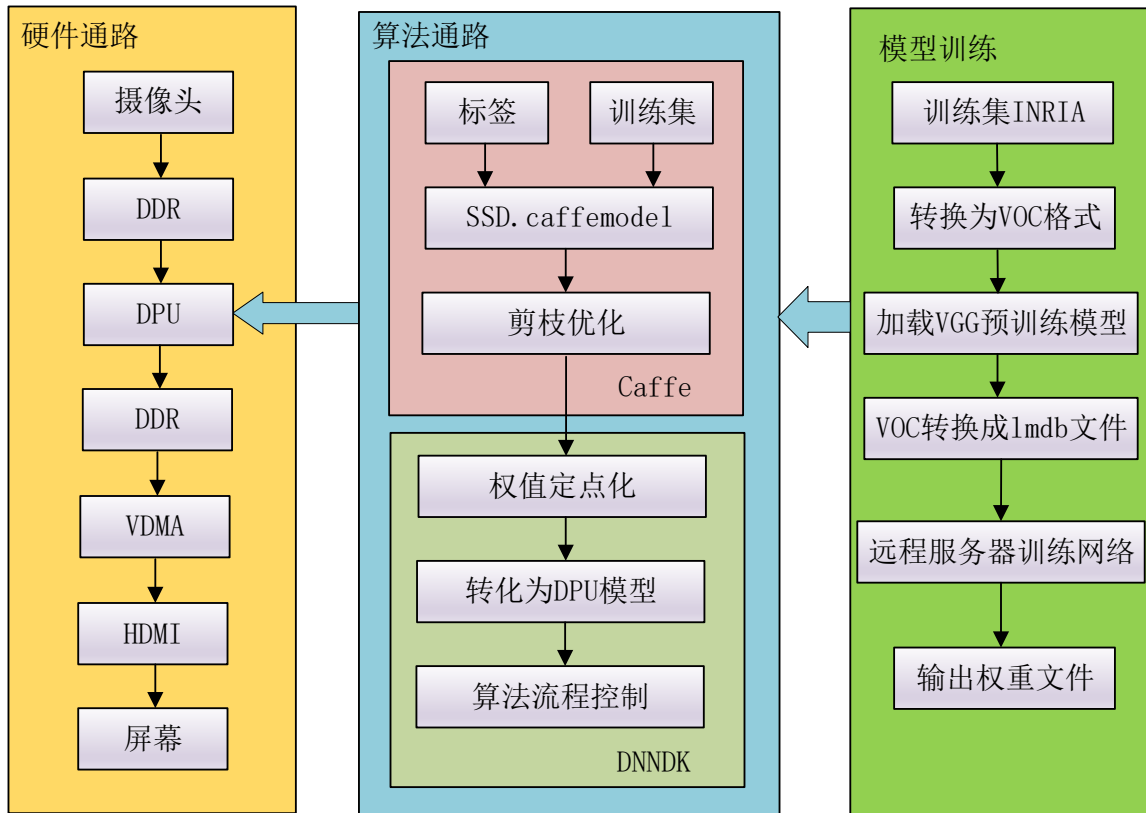 硬件通路
摄像头
DDR
DPU
DDR
VDMA
HDMI
屏幕
算法通路
标签
训练集
SSD.caffemodel
剪枝优化
Caffe
权值定点化
转化为DPU模型
算法流程控制
DNNDK
模型训练
训练集INRIA
转换为VOC格式
加载VGG预训练模型
VOC转换成lmdb文件
远程服务器训练网络
输出权重文件